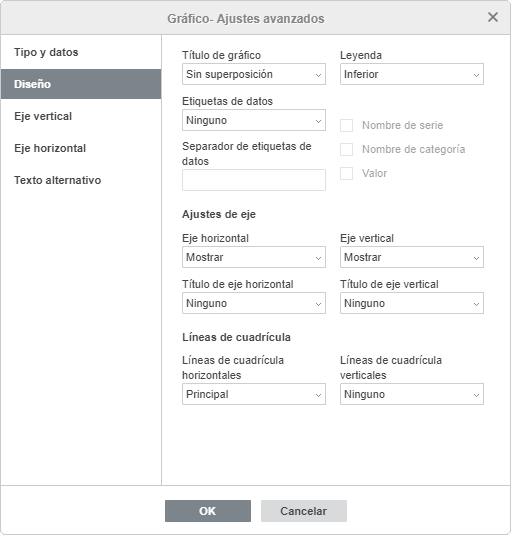 Gráfico- Ajustes avanzados
Tipo y datos
Diseño
Eje vertical
Eje horizontal
Texto alternativo
Título de gráfico
Sin superposición
Leyenda
Inferior
Etiquetas de datos
Ninguno
Separador de etiquetas de
datos
Nombre de serie
Nombre de categoría
Valor
Ajustes de eje
Eje horizontal
Mostrar
Eje vertical
Mostrar
Título de eje horizontal
Ninguno
Título de eje vertical
Ninguno
Líneas de cuadrícula
Líneas de cuadrícula
horizontales
Principal
Líneas de cuadrícula
verticales
Ninguno
OK
Cancelar